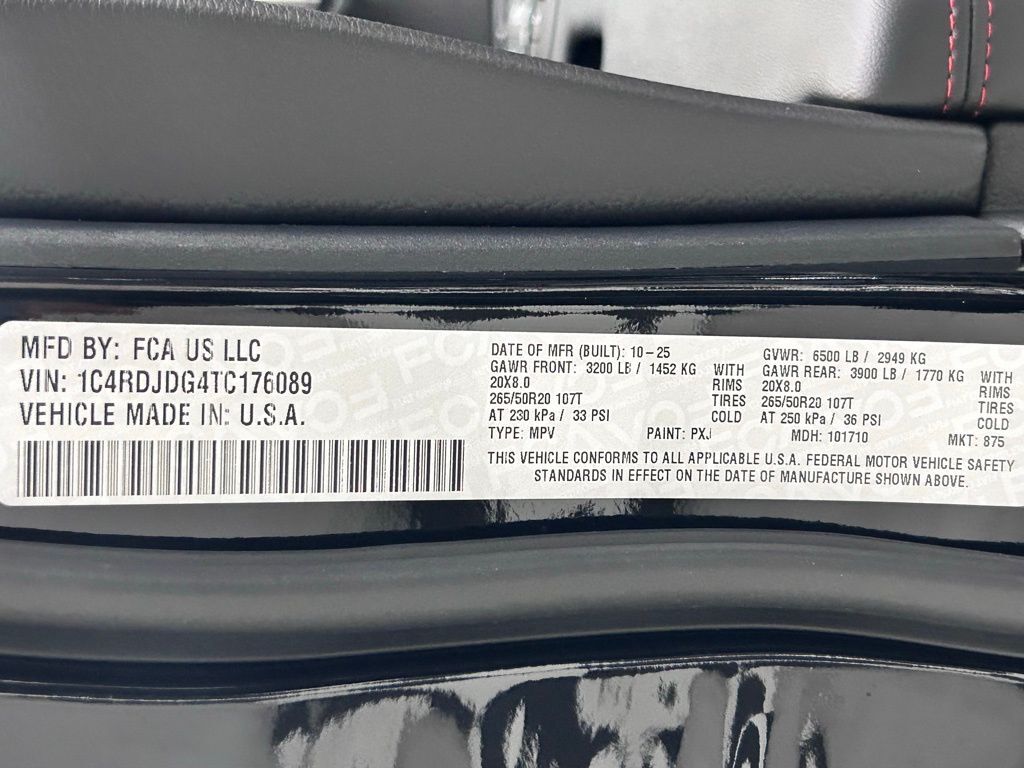 MFD BY: FCA US LLC
VIN: 1C4RDJDG4TC176089
VEHICLE MADE IN: U.S.A.
DATE OF MFR (BUILT): 10-25
GAWR FRONT: 3200 LB / 1452 KG WITH
20X8.0 RIMS
265/50R20 107T TIRES
AT 230 kPa / 33 PSI COLD
TYPE: MPV PAINT: PXJ
GVWR: 6500 LB / 2949 KG
GAWR REAR: 3900 LB / 1770 KG WITH
20X8.0 RIMS
265/50R20 107T TIRES
AT 250 kPa / 36 PSI COLD
MDH: 101710 MKT: 875
THIS VEHICLE CONFORMS TO ALL APPLICABLE U.S.A. FEDERAL MOTOR VEHICLE SAFETY
STANDARDS IN EFFECT ON THE DATE OF MANUFACTURE SHOWN ABOVE.